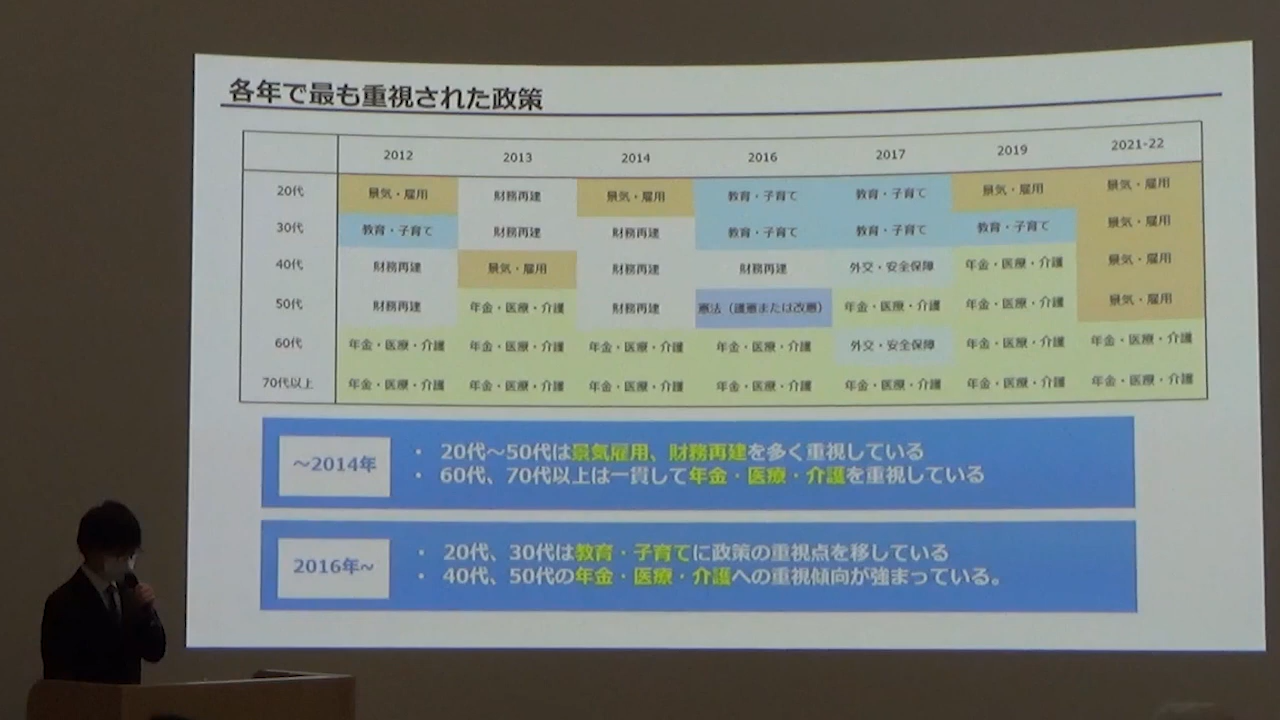 各年で最も重視された政策
2012 2013 2014 2016 2017 2019 2021-22
20代 景気・雇用 財務再建 景気・雇用 教育・子育て 教育・子育て 景気・雇用 景気・雇用
30代 教育・子育て 財務再建 財務再建 教育・子育て 教育・子育て 教育・子育て 景気・雇用
40代 財務再建 景気・雇用 財務再建 財務再建 外交・安全保障 年金・医療・介護 景気・雇用
50代 財務再建 年金・医療・介護 財務再建 憲法（護憲または改憲） 年金・医療・介護 年金・医療・介護 景気・雇用
60代 年金・医療・介護 年金・医療・介護 年金・医療・介護 年金・医療・介護 外交・安全保障 年金・医療・介護 年金・医療・介護
70代以上 年金・医療・介護 年金・医療・介護 年金・医療・介護 年金・医療・介護 年金・医療・介護 年金・医療・介護 年金・医療・介護
～2014年
・ 20代～50代は景気雇用、財務再建を多く重視している
・ 60代、70代以上は一貫して年金・医療・介護を重視している
2016年~
・ 20代、30代は教育・子育てに政策の重視点を移している
・ 40代、50代の年金・医療・介護への重視傾向が強まっている。